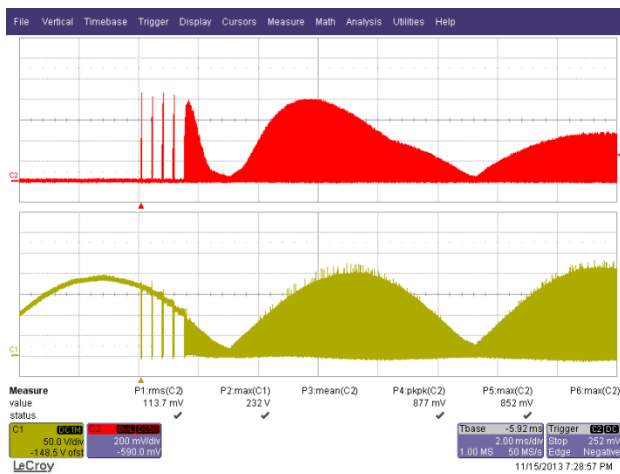 File Vertical Timebase Trigger Display Cursors Measure Math Analysis Utilities Help
C2
C1
Measure P1:rms(C2) P2:max(C1) P3:mean(C2) P4:pkpk(C2) P5:max(C2) P6:max(C2)
value 113.7 mV 232 V 877 mV 852 mV
status
C1 DC1M
50.0 V/div
-148.5 V ofst
C2 BwL DC50
200 mV/div
-590.0 mV
Tbase -5.92 ms
2.00 ms/div
1.00 MS 50 MS/s
Trigger C2 DC
Stop 252 mV
Edge Negative
LeCroy
11/15/2013 7:28:57 PM